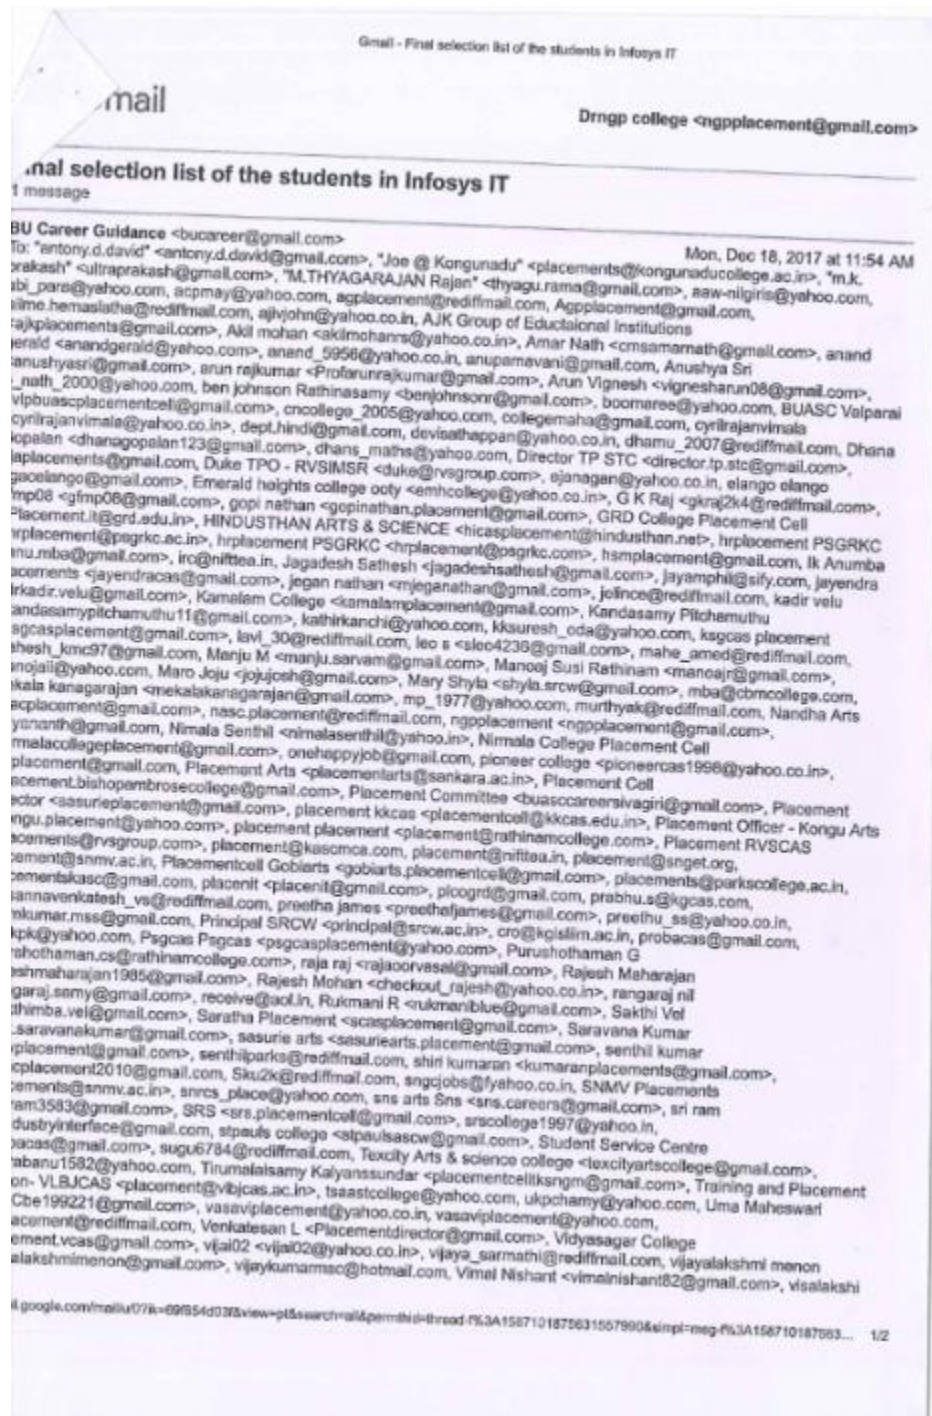 Gmail - Final selection list of the students in Infosys IT
mail
Drngp college <ngpplacement@gmail.com>
nal selection list of the students in Infosys IT
1 message
BU Career Guidance <bucareer@gmail.com>
Mon, Dec 18, 2017 at 11:54 AM
To: "antony.d.david" <antony.d.david@gmail.com>, "Joe @ Kongunadu" <placements@kongunaducollege.ac.in>, "m.k.
prakash" <ultraprakash@gmail.com>, "M.THYAGARAJAN Rajan" <thyagu.rama@gmail.com>, aaw-nilgiris@yahoo.com,
abi_pars@yahoo.com, acpmay@yahoo.com, agplacement@rediffmail.com, Agpplacement@gmail.com,
ilme.hemaslatha@rediffmail.com, ajivjohn@yahoo.co.in, AJK Group of Eductaional Institutions
ajkplacements@gmail.com>, Akil mohan <akilmohanrs@yahoo.co.in>, Amar Nath <cmsamarnath@gmail.com>, anand
erald <anandgerald@yahoo.com>, anand_5956@yahoo.co.in, anupamavani@gmail.com, Anushya Sri
anushyasri@gmail.com>, arun rajkumar <Profarunrajkumar@gmail.com>, Arun Vignesh <vignesharun08@gmail.com>,
_nath_2000@yahoo.com, ben johnson Rathinasamy <benjohnsonr@gmail.com>, boomaree@yahoo.com, BUASC Valparai
vlpbuascplacementcell@gmail.com>, cncollege_2005@yahoo.com, collegemaha@gmail.com, cyrilrajanvimala
cyrilrajanvimala@yahoo.co.in>, dept.hindi@gmail.com, devisathappan@yahoo.co.in, dhamu_2007@rediffmail.com, Dhana
opalan <dhanagopalan123@gmail.com>, dhans_maths@yahoo.com, Director TP STC <director.tp.stc@gmail.com>,
aplacements@gmail.com, Duke TPO - RVSIMSR <duke@rvsgroup.com>, ejanagan@yahoo.co.in, elango elango
gacelango@gmail.com>, Emerald heights college ooty <emhcollege@yahoo.co.in>, G K Raj <gkraj2k4@rediffmail.com>,
mp08 <gfmp08@gmail.com>, gopi nathan <gopinathan.placement@gmail.com>, GRD College Placement Cell
Placement.it@grd.edu.in>, HINDUSTHAN ARTS & SCIENCE <hicasplacement@hindusthan.net>, hrplacement PSGRKC
hrplacement@psgrkc.ac.in>, hrplacement PSGRKC <hrplacement@psgrkc.com>, hsmplacement@gmail.com, Ik Anumba
anu.mba@gmail.com>, iro@nifttea.in, Jagadesh Sathesh <jagadeshsathesh@gmail.com>, jayamphil@sify.com, jayendra
acements <jayendracas@gmail.com>, jegan nathan <mjeganathan@gmail.com>, jelince@rediffmail.com, kadir velu
irkadir.velu@gmail.com>, Kamalam College <kamalamplacement@gmail.com>, Kandasamy Pitchamuthu
andasamypitchamuthu11@gmail.com>, kathirkanchi@yahoo.com, kksuresh_oda@yahoo.com, ksgcas placement
sgcasplacement@gmail.com>, lavi_30@rediffmail.com, leo s <sleo4236@gmail.com>, mahe_amed@rediffmail.com,
ahesh_kmc97@gmail.com, Manju M <manju.sarvam@gmail.com>, Manooj Susi Rathinam <manoajr@gmail.com>,
anojaii@yahoo.com, Maro Joju <jojujosh@gmail.com>, Mary Shyla <shyla.srcw@gmail.com>, mba@cbmcollege.com,
ekala kanagarajan <mekalakanagarajan@gmail.com>, mp_1977@yahoo.com, murthyak@rediffmail.com, Nandha Arts
acplacement@gmail.com>, nasc.placement@rediffmail.com, ngpplacement <ngpplacement@gmail.com>,
yananth@gmail.com, Nimala Senthil <nimalasenthil@yahoo.in>, Nirmala College Placement Cell
rmalacollegeplacement@gmail.com>, onehappyjob@gmail.com, pioneer college <pioneercas1998@yahoo.co.in>,
placement@gmail.com, Placement Arts <placementarts@sankara.ac.in>, Placement Cell
acement.bishopambrosecollege@gmail.com>, Placement Committee <buasccareersivagiri@gmail.com>, Placement
ector <sasurieplacement@gmail.com>, placement kkcas <placementcell@kkcas.edu.in>, Placement Officer - Kongu Arts
ngu.placement@yahoo.com>, placement placement <placement@rathinamcollege.com>, Placement RVSCAS
acements@rvsgroup.com>, placement@kascmca.com, placement@nifttea.in, placement@snget.org,
ement@snmv.ac.in, Placementcell Gobiarts <gobiarts.placementcell@gmail.com>, placements@parkscollege.ac.in,
cementskasc@gmail.com, placenit <placenit@gmail.com>, plcogrd@gmail.com, prabhu.s@kgcas.com,
sannavenkatesh_vs@rediffmail.com, preetha james <preethafjames@gmail.com>, preethu_ss@yahoo.co.in,
nkumar.mss@gmail.com, Principal SRCW <principal@srcw.ac.in>, cro@kgisliim.ac.in, probacas@gmail.com,
kpk@yahoo.com, Psgcas Psgcas <psgcasplacement@yahoo.com>, Purushothaman G
rshothaman.cs@rathinamcollege.com>, raja raj <rajaoorvasal@gmail.com>, Rajesh Maharajan
eshmaharajan1985@gmail.com>, Rajesh Mohan <checkout_rajesh@yahoo.co.in>, rangaraj nil
garaj.samy@gmail.com>, receive@aol.in, Rukmani R <rukmaniblue@gmail.com>, Sakthi Vel
thimba.vel@gmail.com>, Saratha Placement <scasplacement@gmail.com>, Saravana Kumar
.saravanakumar@gmail.com>, sasurie arts <sasuriearts.placement@gmail.com>, senthil kumar
placement@gmail.com>, senthilparks@rediffmail.com, shiri kumaran <kumaranplacements@gmail.com>,
cplacement2010@gmail.com, Sku2k@rediffmail.com, sngcjobs@fyahoo.co.in, SNMV Placements
cements@snmv.ac.in>, snrcs_place@yahoo.com, sns arts Sns <sns.careers@gmail.com>, sri ram
ram3583@gmail.com>, SRS <srs.placementcell@gmail.com>, srscollege1997@yahoo.in,
dustryinterface@gmail.com, stpauls college <stpaulsascw@gmail.com>, Student Service Centre
pacas@gmail.com>, sugu6784@rediffmail.com, Texcity Arts & science college <texcityartscollege@gmail.com>,
abanu1582@yahoo.com, Tirumalaisamy Kalyanssundar <placementcelltksngm@gmail.com>, Training and Placement
on- VLBJCAS <placement@vlbjcas.ac.in>, tsaastcollege@yahoo.com, ukpchamy@yahoo.com, Uma Maheswari
Cbe199221@gmail.com>, vasaviplacement@yahoo.co.in, vasaviplacement@yahoo.com,
acement@rediffmail.com, Venkatesan L <Placementdirector@gmail.com>, Vidyasagar College
ement.vcas@gmail.com>, vijai02 <vijai02@yahoo.co.in>, vijaya_sarmathi@rediffmail.com, vijayalakshmi menon
alakshmimenon@gmail.com>, vijaykumarmsc@hotmail.com, Vimal Nishant <vimalnishant82@gmail.com>, visalakshi
1/2